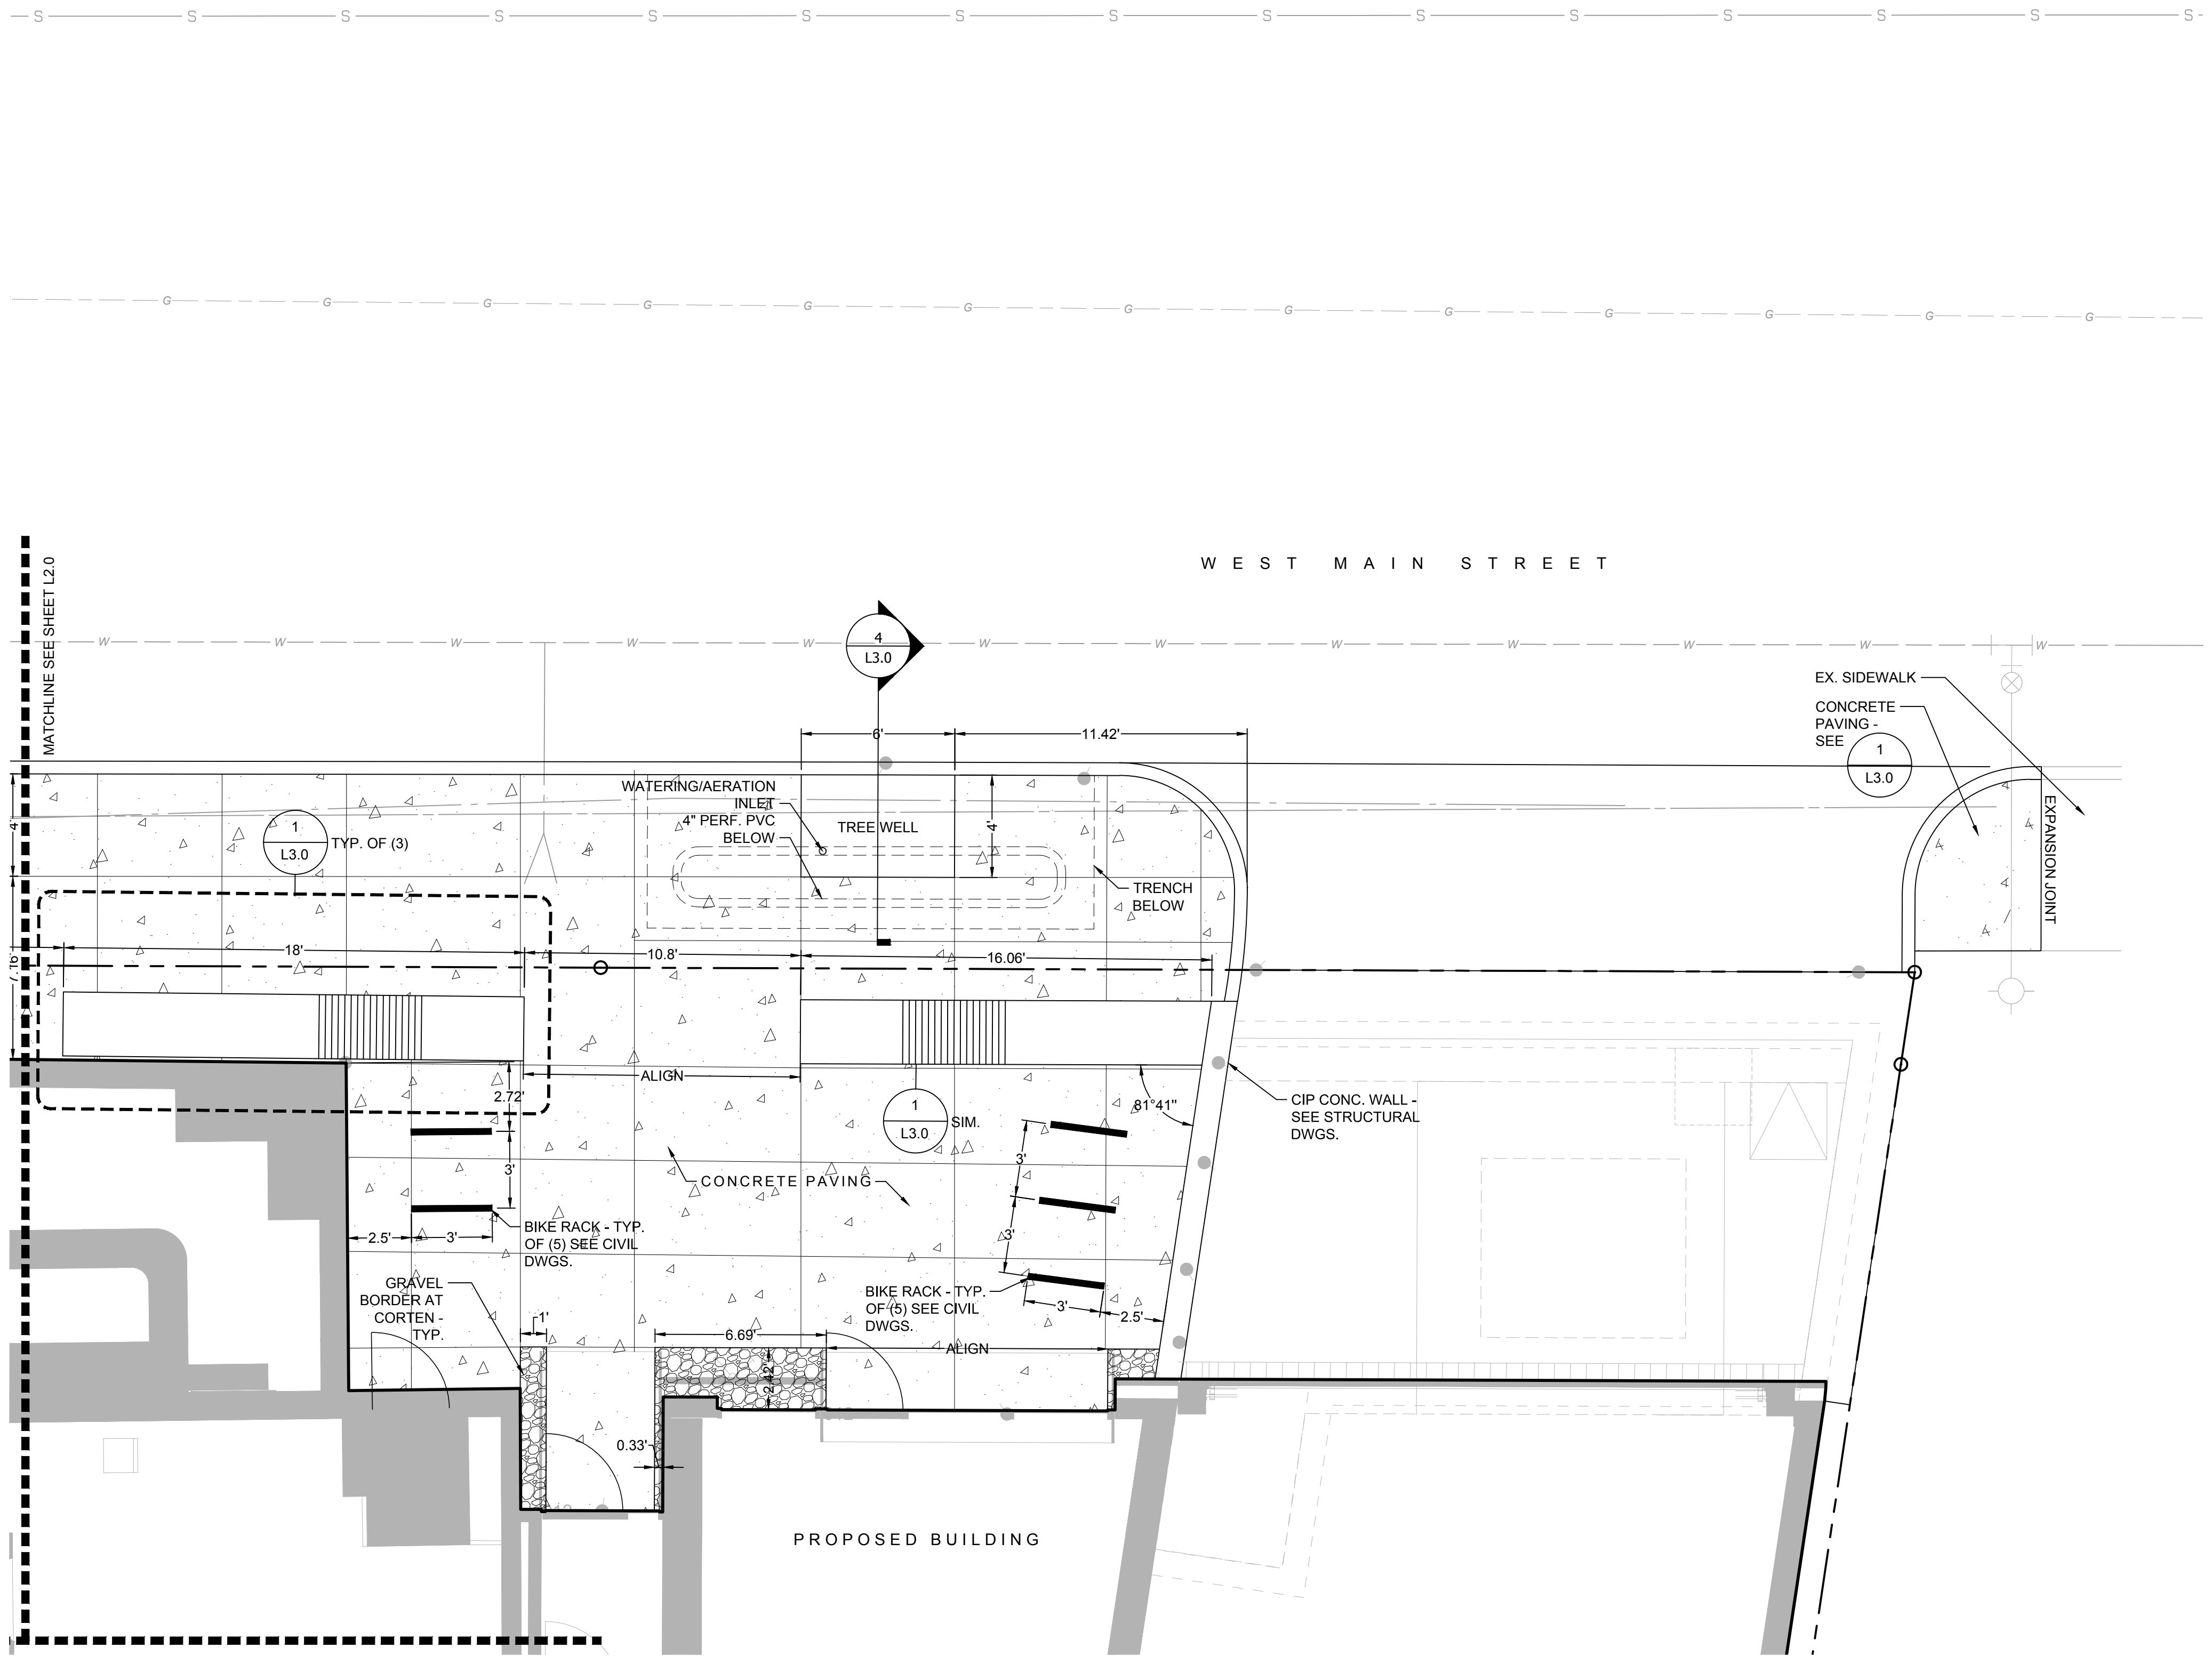 S S S S S S S S S S S S S S S
G G G G G G G G G G G G G
MATCHLINE SEE SHEET L2.0
WEST MAIN STREET
W W W W W W W W W W W W
4
L3.0
EX. SIDEWALK
CONCRETE
PAVING -
SEE
1
L3.0
EXPANSION JOINT
6'
11.42'
WATERING/AERATION
INLET
4" PERF. PVC
BELOW
TREE WELL
4'
4'
TRENCH
BELOW
1
L3.0
TYP. OF (3)
7.16'
18'
10.8'
16.06'
ALIGN
2.72'
3'
1
L3.0
SIM.
81°41"
CIP CONC. WALL -
SEE STRUCTURAL
DWGS.
CONCRETE PAVING
3'
3'
2.5'
3'
BIKE RACK - TYP.
OF (5) SEE CIVIL
DWGS.
GRAVEL
BORDER AT
CORTEN -
TYP.
BIKE RACK - TYP.
OF (5) SEE CIVIL
DWGS.
3'
2.5'
1'
6.69'
ALIGN
2.42'
0.33'
PROPOSED BUILDING